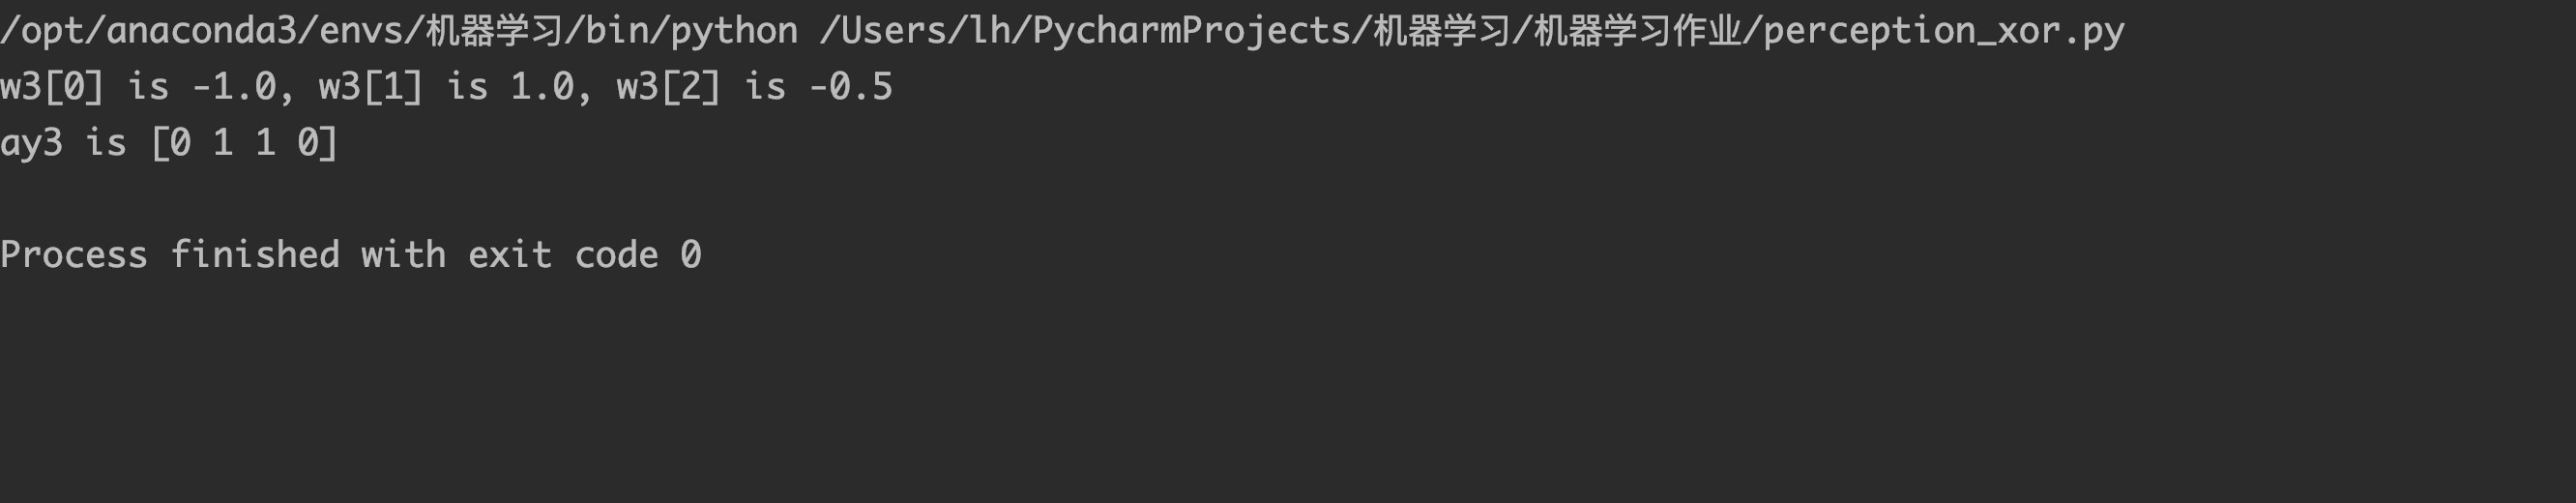 /opt/anaconda3/envs/机器学习/bin/python /Users/lh/PycharmProjects/机器学习/机器学习作业/perception_xor.py
w3[0] is -1.0, w3[1] is 1.0, w3[2] is -0.5
ay3 is [0 1 1 0]
Process finished with exit code 0